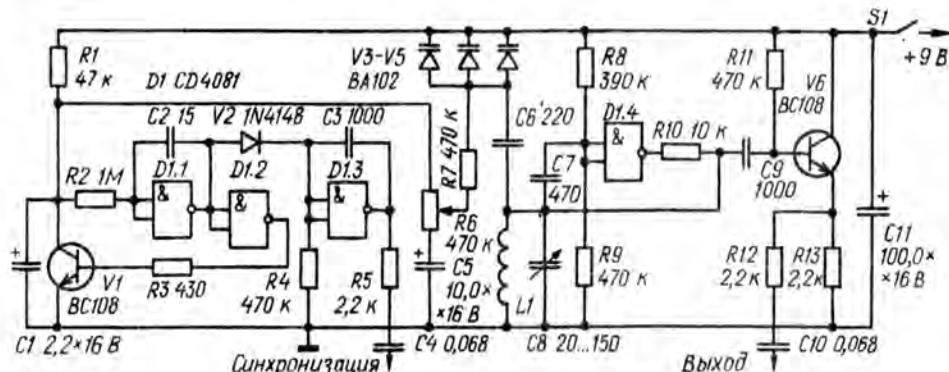 S1
+9 В
R1
47 к
D1 CD4081
V3-V5
BA102
R8
390 к
R11
470 к
V6
BC108
C2 15
V2 1N4148
C3 1000
C6 220
D1.4
&
R10 10 к
R2 1М
D1.1
&
D1.2
&
D1.3
&
R7 470 к
C7
470
C9
1000
V1
BC108
R3 430
R4
470 к
R5
2,2 к
R6
470 к
C5
10,0×
×16 В
L1
R9
470 к
R12
2,2 к
R13
2,2 к
C11
100,0×
×16 В
C1 2,2×16 В
Синхронизация
C4 0,068
C8 20...150
Выход
C10 0,068